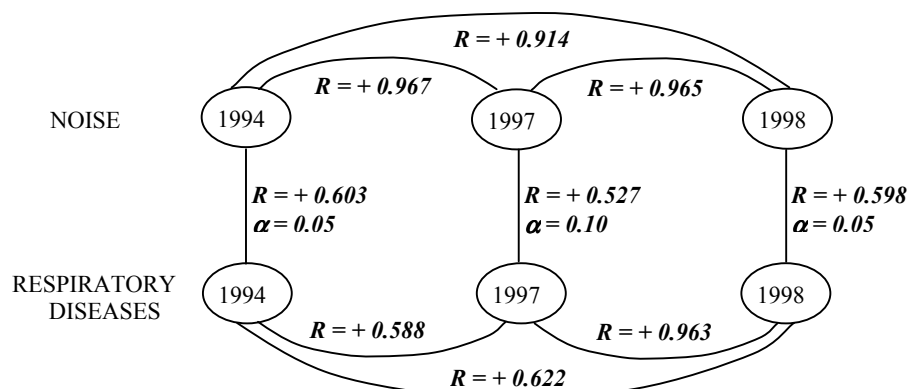 R = + 0.914
R = + 0.967
R = + 0.965
NOISE
1994
1997
1998
R = + 0.603
α = 0.05
R = + 0.527
α = 0.10
R = + 0.598
α = 0.05
RESPIRATORY
DISEASES
1994
1997
1998
R = + 0.588
R = + 0.963
R = + 0.622